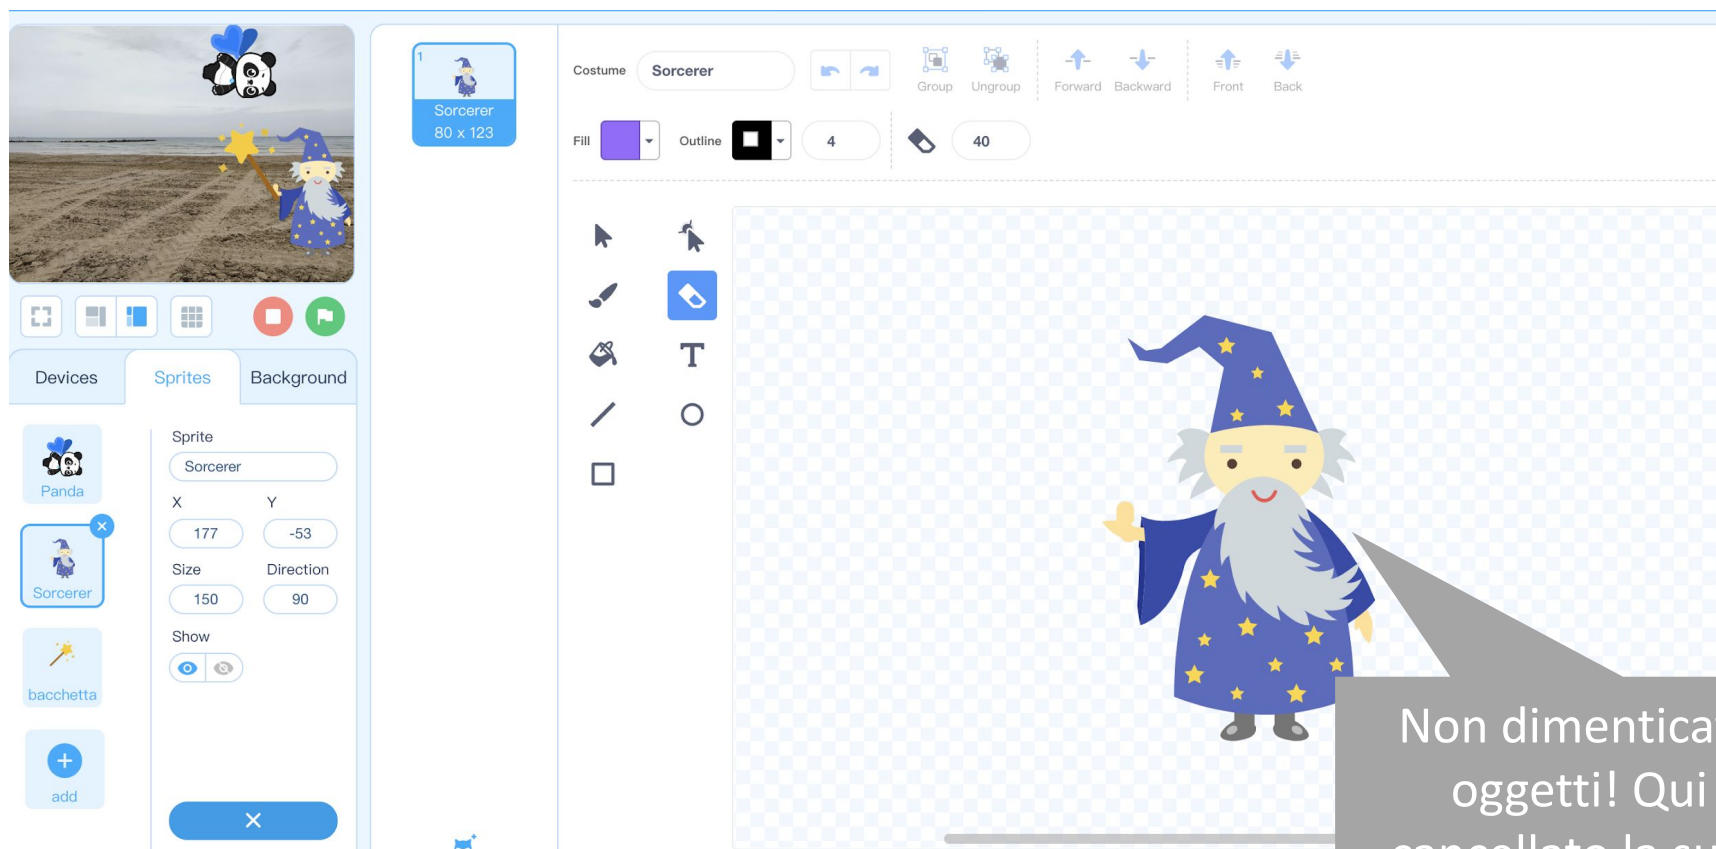 Costume
Sorcerer
Group
Ungroup
Forward
Backward
Front
Back
Fill
Outline
4
40
1
Sorcerer
80 x 123
Devices
Sprites
Background
Panda
Sorcerer
bacchetta
add
Sprite
Sorcerer
X
Y
177
-53
Size
Direction
150
90
Show
Non dimentica
oggetti! Qui